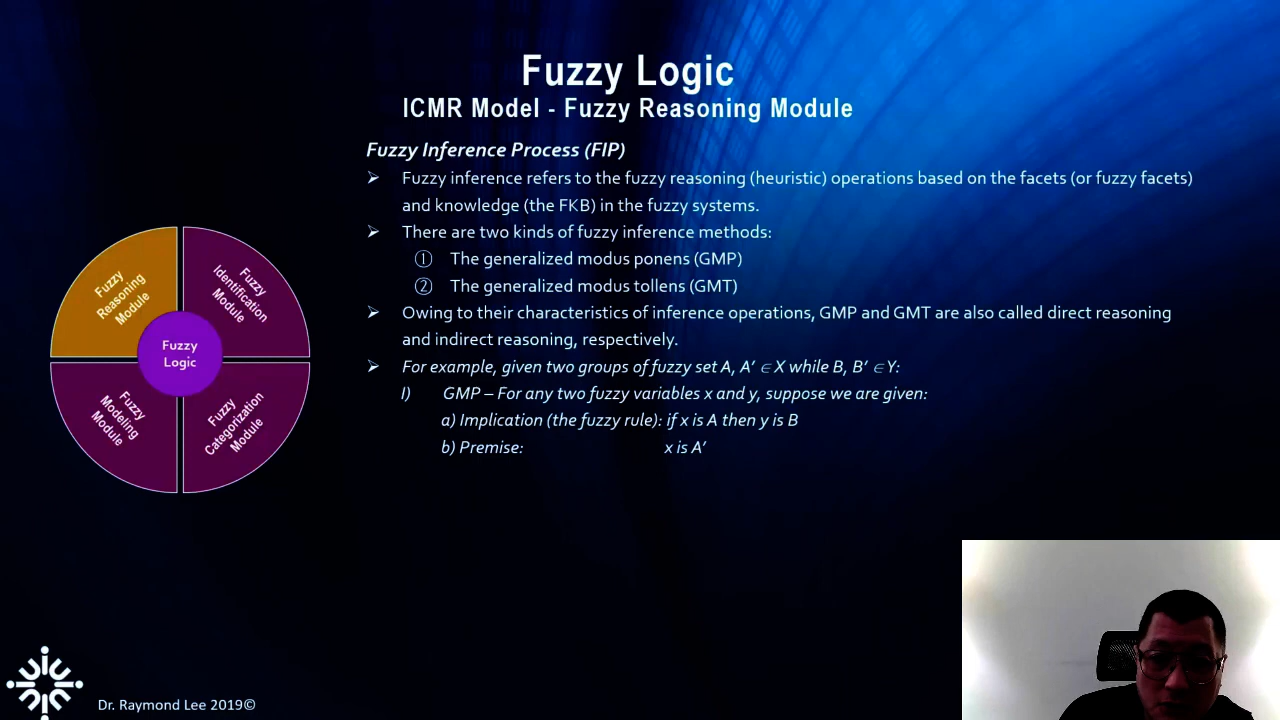 Fuzzy Logic
ICMR Model - Fuzzy Reasoning Module
Fuzzy Inference Process (FIP)
➢ Fuzzy inference refers to the fuzzy reasoning (heuristic) operations based on the facets (or fuzzy facets)
and knowledge (the FKB) in the fuzzy systems.
➢ There are two kinds of fuzzy inference methods:
① The generalized modus ponens (GMP)
② The generalized modus tollens (GMT)
➢ Owing to their characteristics of inference operations, GMP and GMT are also called direct reasoning
and indirect reasoning, respectively.
➢ For example, given two groups of fuzzy set A, A′ ∈ X while B, B′ ∈ Y:
I) GMP – For any two fuzzy variables x and y, suppose we are given:
a) Implication (the fuzzy rule): if x is A then y is B
b) Premise: x is A′
Fuzzy
Reasoning
Module
Fuzzy
Identification
Module
Fuzzy
Logic
Fuzzy
Modeling
Module
Fuzzy
Categorization
Module
Dr. Raymond Lee 2019©